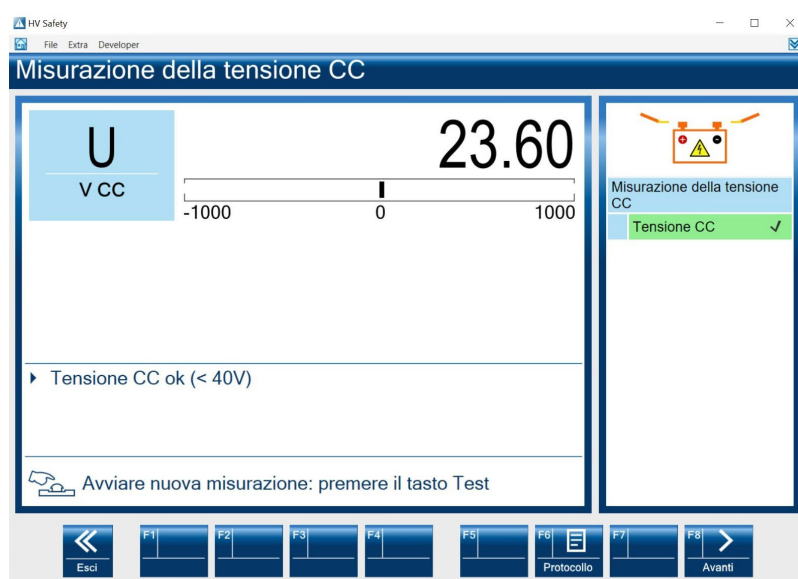 HV Safety
File Extra Developer
Misurazione della tensione CC
U
V CC
23.60
-1000 0 1000
Misurazione della tensione
CC
Tensione CC
Tensione CC ok (< 40V)
Avviare nuova misurazione: premere il tasto Test
Esci
F1
F2
F3
F4
F5
F6
Protocollo
F7
F8
Avanti